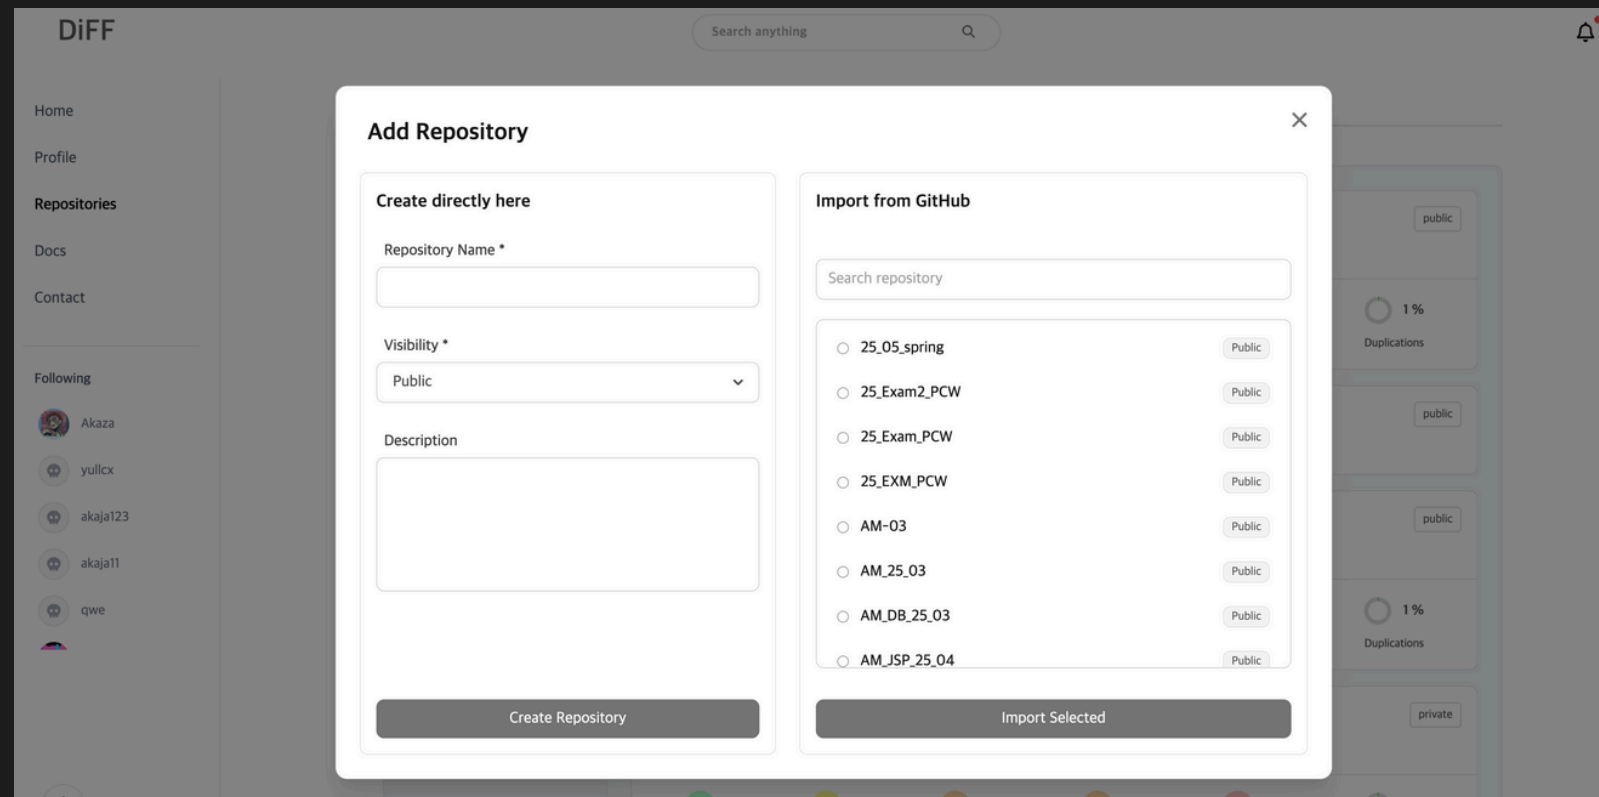 DiFF
Search anything
Home
Profile
Repositories
Docs
Contact
Following
Akaza
yullcx
akaja123
akaja11
qwe
Add Repository
Create directly here
Repository Name *
Visibility *
Public
Description
Create Repository
Import from GitHub
Search repository
25_05_spring Public
25_Exam2_PCW Public
25_Exam_PCW Public
25_EXM_PCW Public
AM-03 Public
AM_25_03 Public
AM_DB_25_03 Public
AM_JSP_25_04 Public
Import Selected
public
1 %
Duplications
public
public
1 %
Duplications
private